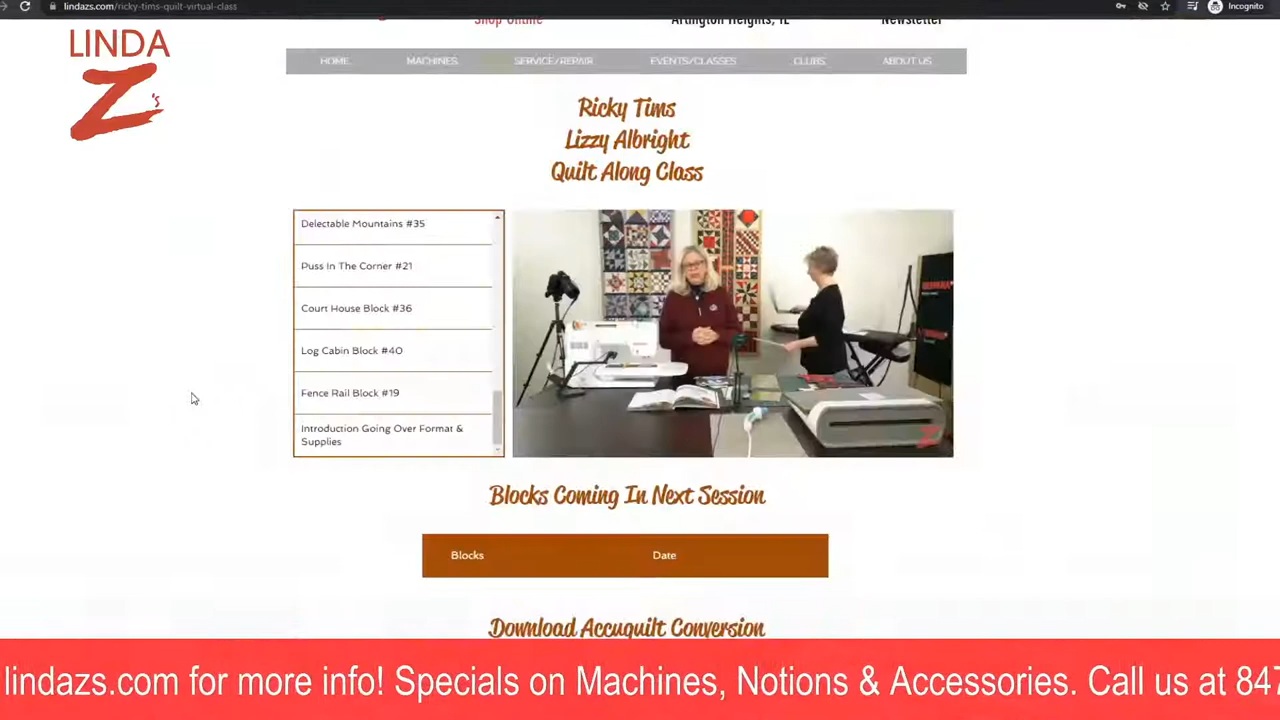 lindazs.com/ricky-tims-quilt-virtual-class
Incognito
LINDA
Z's
Shop Online
Arlington Heights, IL
Newsletter
HOME
MACHINES
SERVICE/REPAIR
EVENTS/CLASSES
CLUBS
ABOUT US
Ricky Tims
Lizzy Albright
Quilt Along Class
Delectable Mountains #35
Puss In The Corner #21
Court House Block #36
Log Cabin Block #40
Fence Rail Block #19
Introduction Going Over Format &
Supplies
BERNINA
Z
Blocks Coming In Next Session
Blocks
Date
Download Accuquilt Conversion
lindazs.com for more info! Specials on Machines, Notions & Accessories. Call us at 847